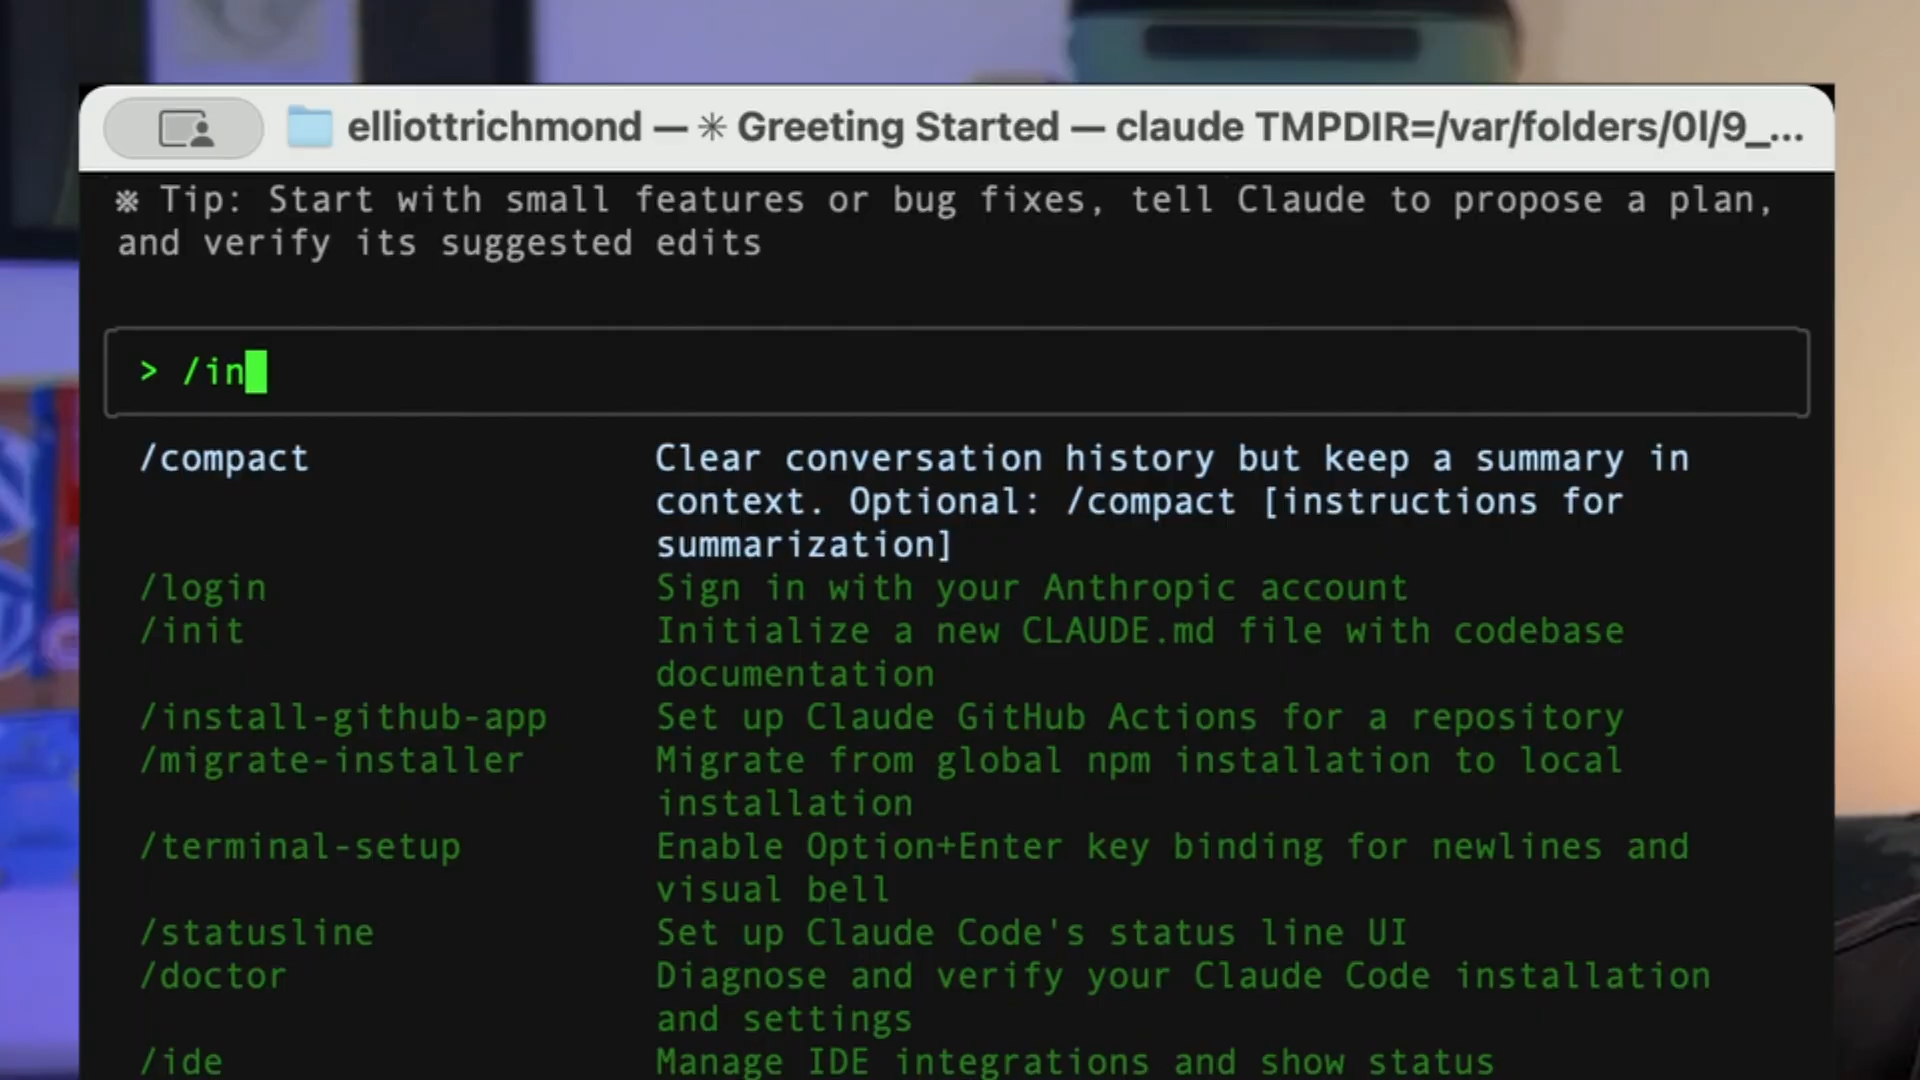 elliottrichmond — ✳ Greeting Started — claude TMPDIR=/var/folders/0l/9_...
※ Tip: Start with small features or bug fixes, tell Claude to propose a plan,
and verify its suggested edits
> /in
/compact Clear conversation history but keep a summary in
context. Optional: /compact [instructions for
summarization]
/login Sign in with your Anthropic account
/init Initialize a new CLAUDE.md file with codebase
documentation
/install-github-app Set up Claude GitHub Actions for a repository
/migrate-installer Migrate from global npm installation to local
installation
/terminal-setup Enable Option+Enter key binding for newlines and
visual bell
/statusline Set up Claude Code's status line UI
/doctor Diagnose and verify your Claude Code installation
and settings
/ide Manage IDE integrations and show status